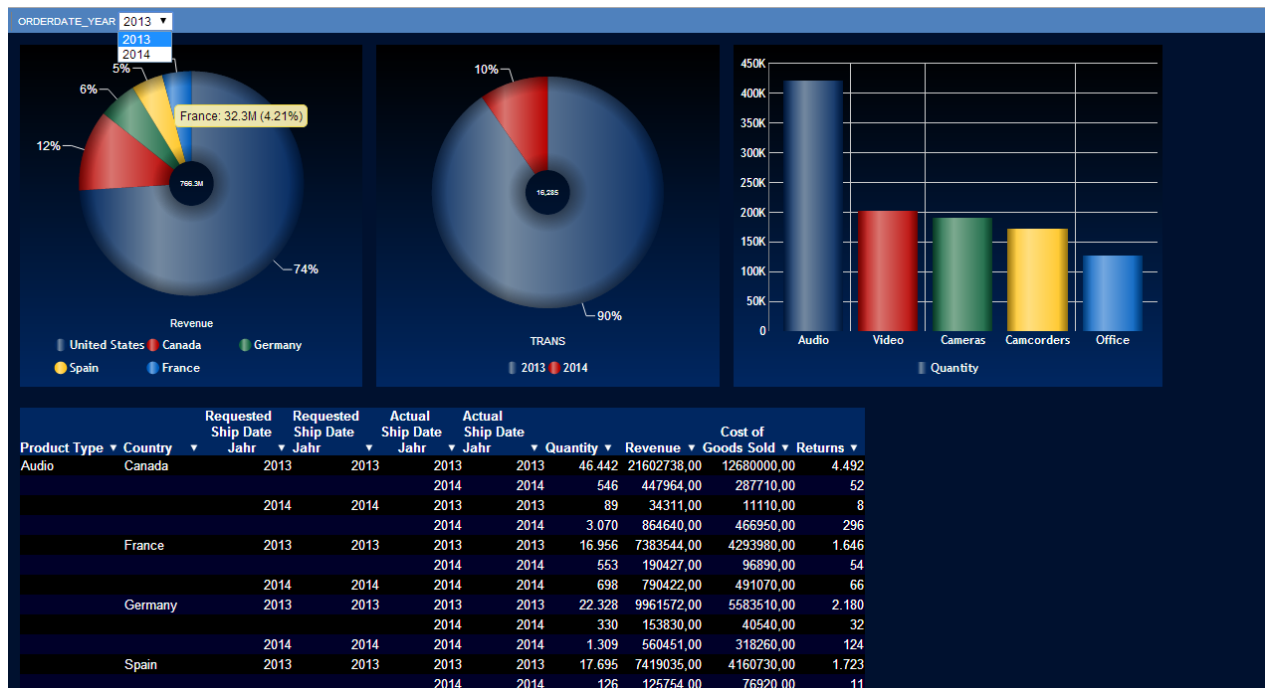 ORDERDATE_YEAR 2013 ▼
2013
2014
5%
6%
12%
France: 32.3M (4.21%)
766.3M
74%
Revenue
United States Canada Germany
Spain France
10%
16,285
90%
TRANS
2013 2014
450K
400K
350K
300K
250K
200K
150K
100K
50K
0
Audio Video Cameras Camcorders Office
Quantity
Requested Requested Actual Actual
Ship Date Ship Date Ship Date Ship Date Cost of
Product Type ▼ Country ▼ Jahr ▼ Jahr ▼ Jahr ▼ Jahr ▼ Quantity ▼ Revenue ▼ Goods Sold ▼ Returns ▼
Audio Canada 2013 2013 2013 2013 46.442 21602738,00 12680000,00 4.492
2014 2014 546 447964,00 287710,00 52
2014 2014 2013 2013 89 34311,00 11110,00 8
2014 2014 3.070 864640,00 466950,00 296
France 2013 2013 2013 2013 16.956 7383544,00 4293980,00 1.646
2014 2014 553 190427,00 96890,00 54
2014 2014 2014 2014 698 790422,00 491070,00 66
Germany 2013 2013 2013 2013 22.328 9961572,00 5583510,00 2.180
2014 2014 330 153830,00 40540,00 32
2014 2014 2014 2014 1.309 560451,00 318260,00 124
Spain 2013 2013 2013 2013 17.695 7419035,00 4160730,00 1.723
2014 2014 126 125754,00 76920,00 11